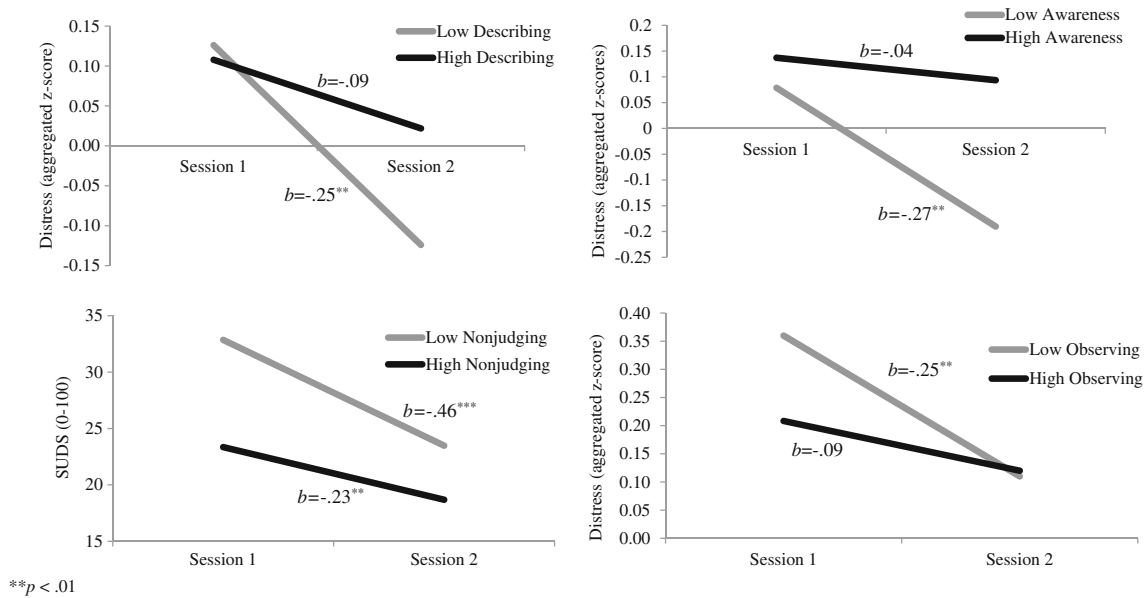 Distress (aggregated z-score)
0.15
0.10
0.05
0.00
-0.05
-0.10
-0.15
Low Describing
High Describing
b=-.09
Session 1
Session 2
b=-.25**
Distress (aggregated z-scores)
0.2
0.15
0.1
0.05
0
-0.05
-0.1
-0.15
-0.2
-0.25
Low Awareness
High Awareness
b=-.04
Session 1
Session 2
b=-.27**
SUDS (0-100)
35
30
25
20
15
Low Nonjudging
High Nonjudging
b=-.46***
b=-.23**
Session 1
Session 2
Distress (aggregated z-score)
0.40
0.35
0.30
0.25
0.20
0.15
0.10
0.05
0.00
Low Observing
High Observing
b=-.25**
b=-.09
Session 1
Session 2
**p < .01